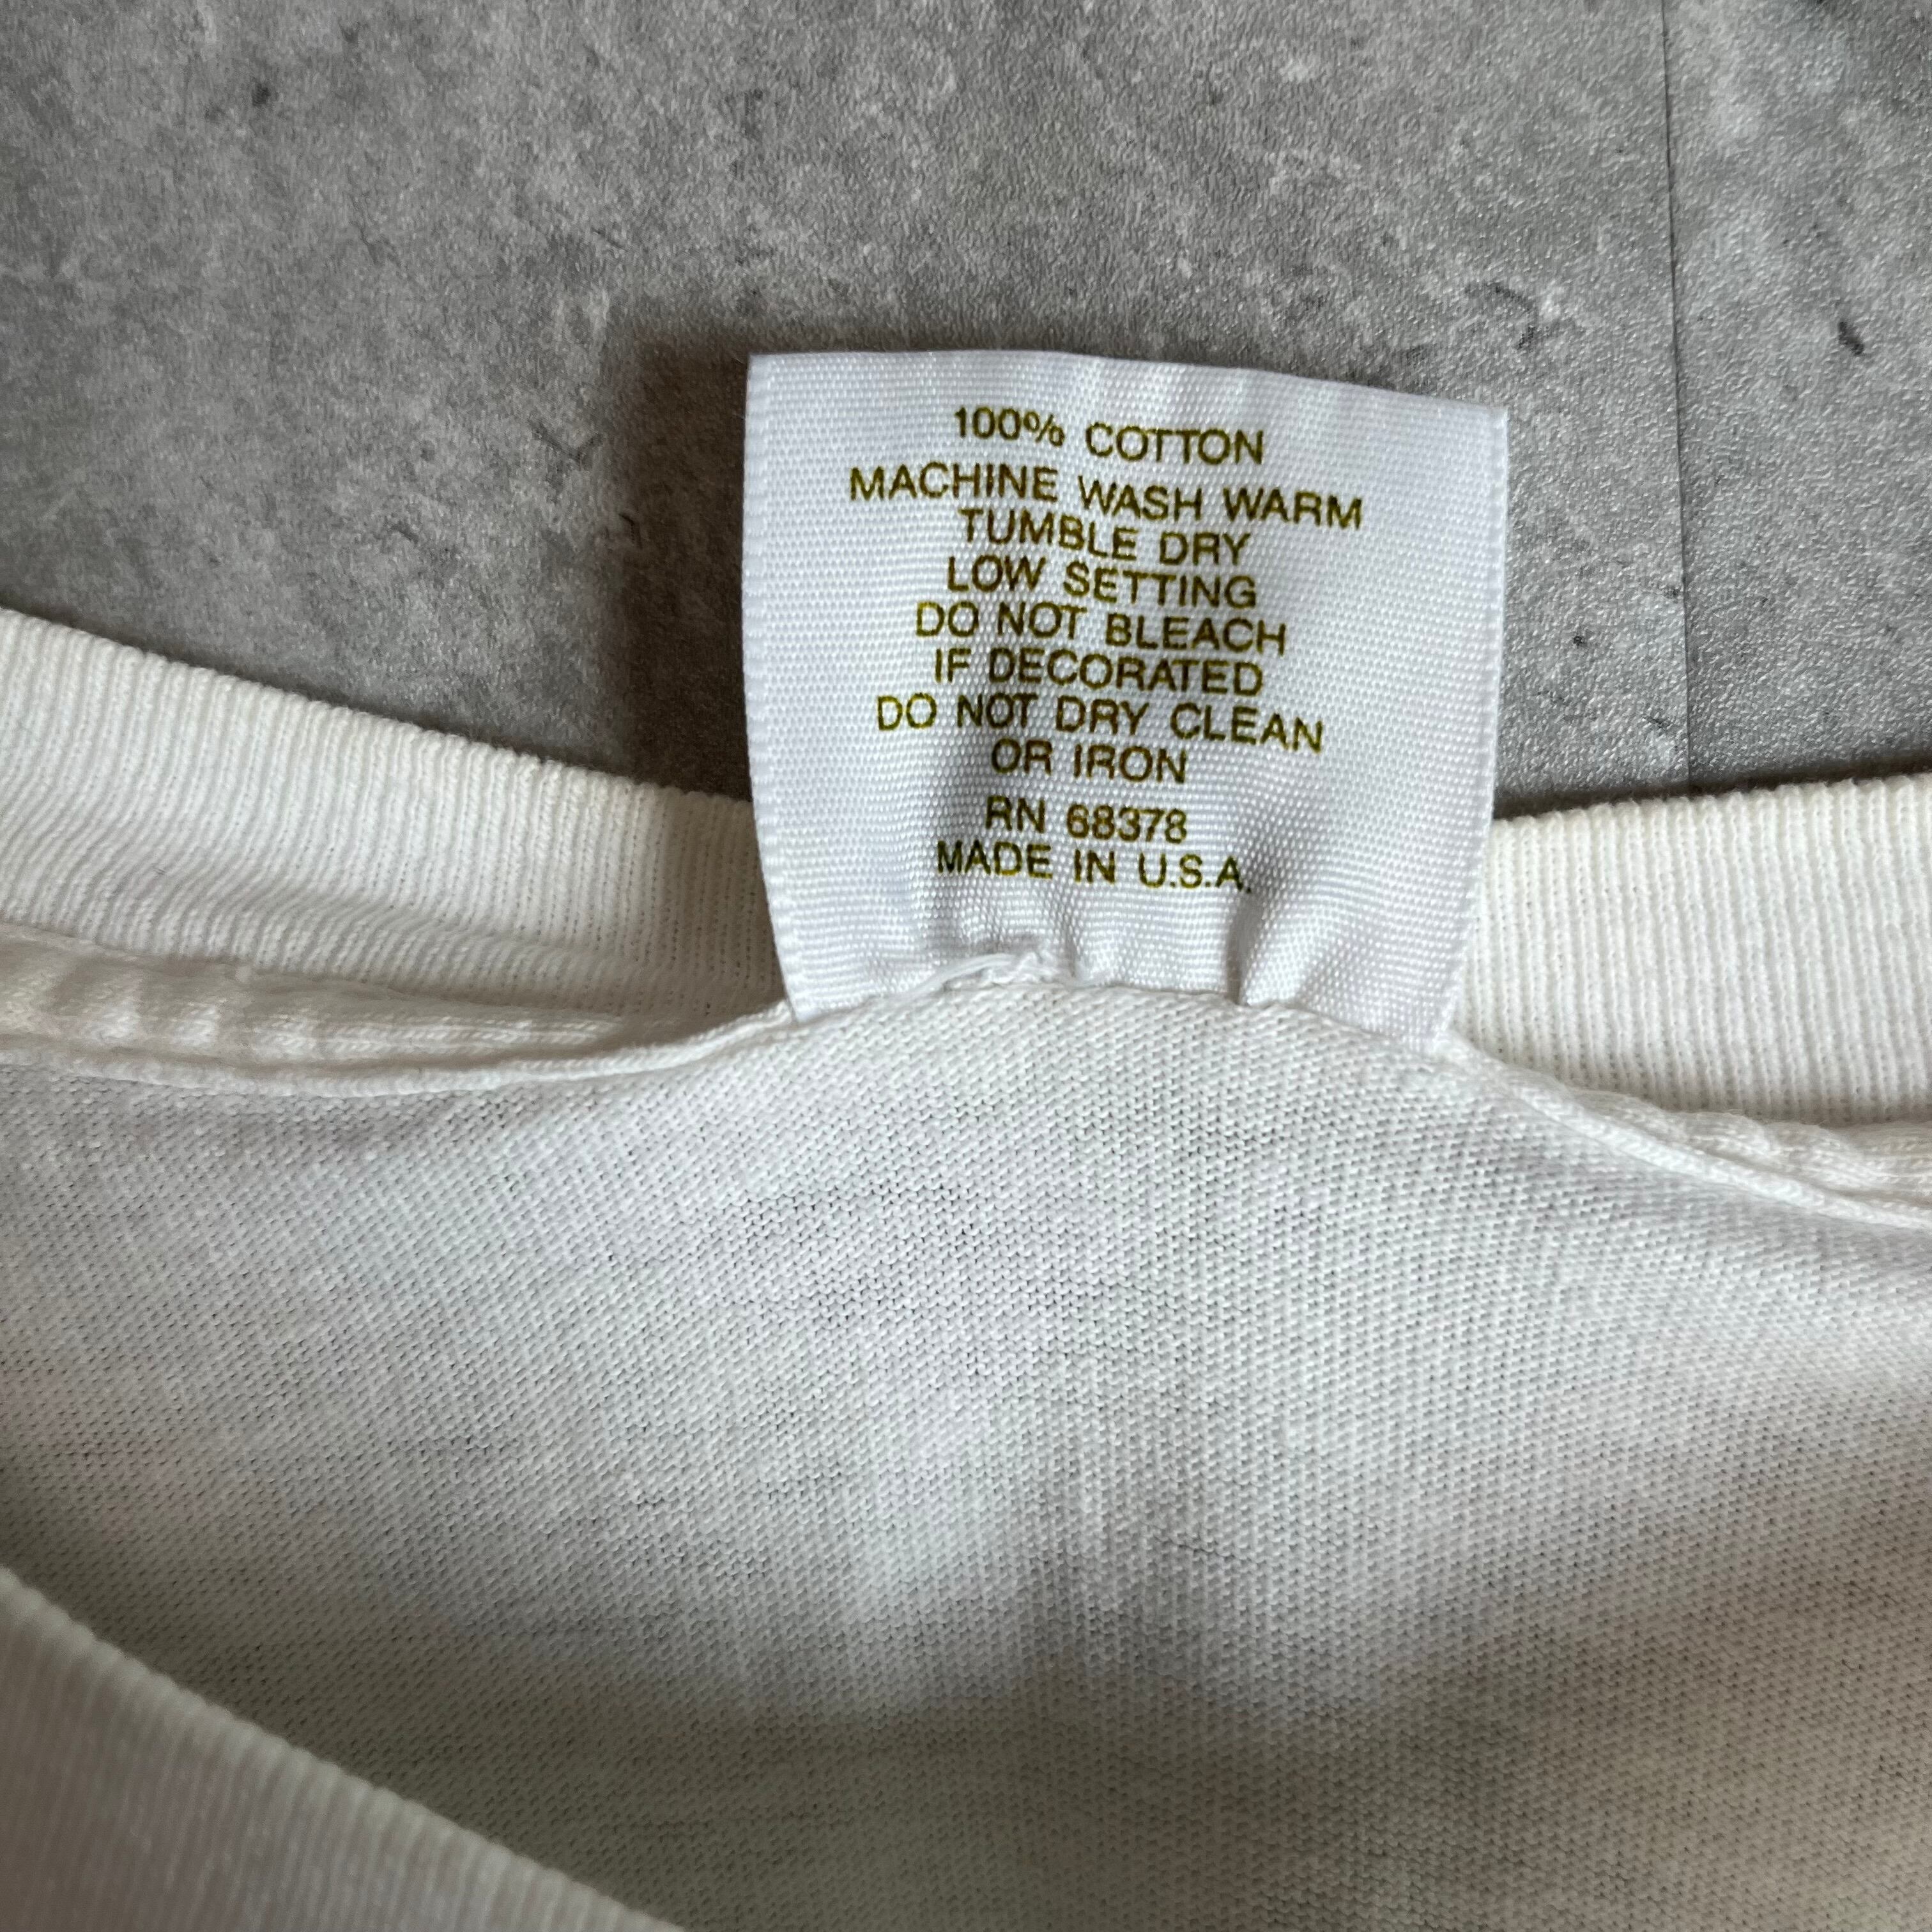 100% COTTON
MACHINE WASH WARM
TUMBLE DRY
LOW SETTING
DO NOT BLEACH
IF DECORATED
DO NOT DRY CLEAN
OR IRON
RN 68378
MADE IN U.S.A.